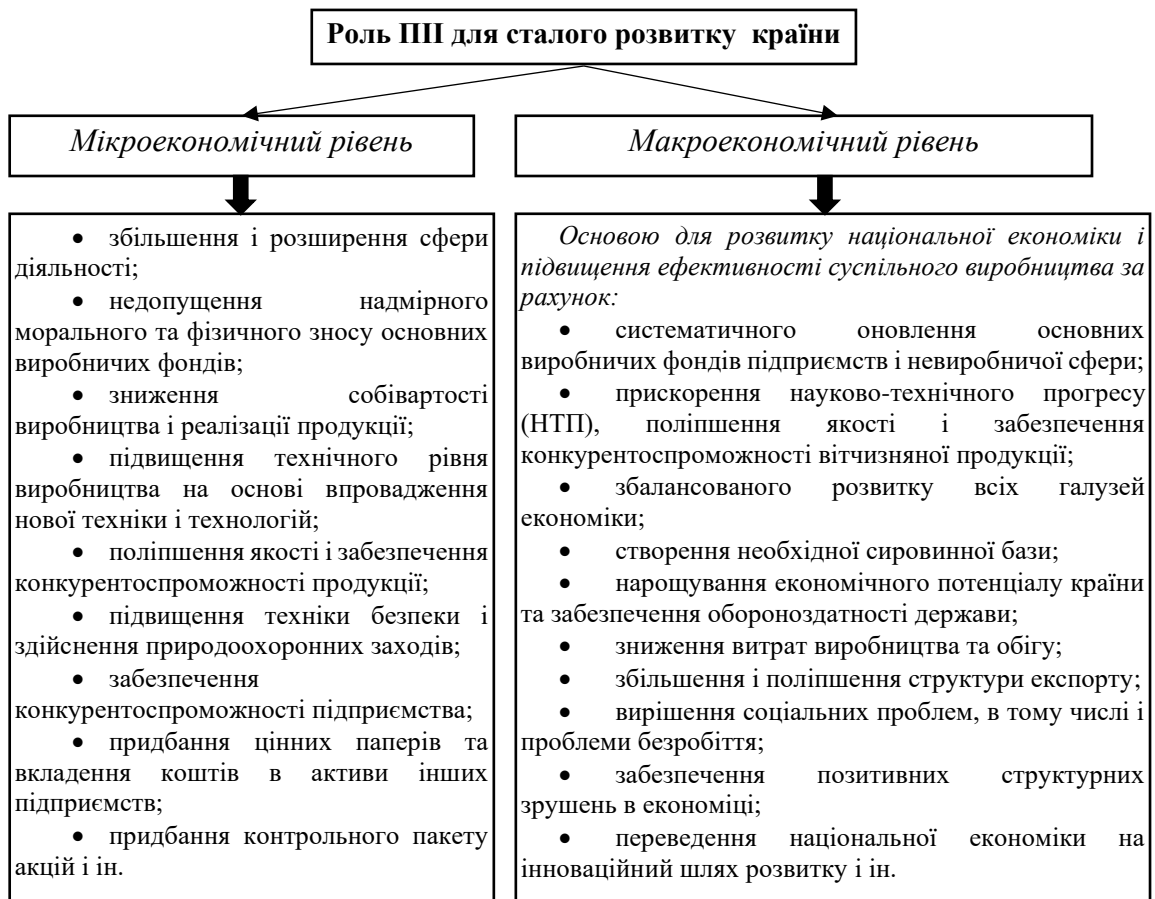 Роль ПІІ для сталого розвитку країни
Мікроекономічний рівень
Макроекономічний рівень
• збільшення і розширення сфери
діяльності;
• недопущення надмірного
морального та фізичного зносу основних
виробничих фондів;
• зниження собівартості
виробництва і реалізації продукції;
• підвищення технічного рівня
виробництва на основі впровадження
нової техніки і технологій;
• поліпшення якості і забезпечення
конкурентоспроможності продукції;
• підвищення техніки безпеки і
здійснення природоохоронних заходів;
• забезпечення
конкурентоспроможності підприємства;
• придбання цінних паперів та
вкладення коштів в активи інших
підприємств;
• придбання контрольного пакету
акцій і ін.
Основою для розвитку національної економіки і
підвищення ефективності суспільного виробництва за
рахунок:
• систематичного оновлення основних
виробничих фондів підприємств і невиробничої сфери;
• прискорення науково-технічного прогресу
(НТП), поліпшення якості і забезпечення
конкурентоспроможності вітчизняної продукції;
• збалансованого розвитку всіх галузей
економіки;
• створення необхідної сировинної бази;
• нарощування економічного потенціалу країни
та забезпечення обороноздатності держави;
• зниження витрат виробництва та обігу;
• збільшення і поліпшення структури експорту;
• вирішення соціальних проблем, в тому числі і
проблеми безробіття;
• забезпечення позитивних структурних
зрушень в економіці;
• переведення національної економіки на
інноваційний шлях розвитку і ін.